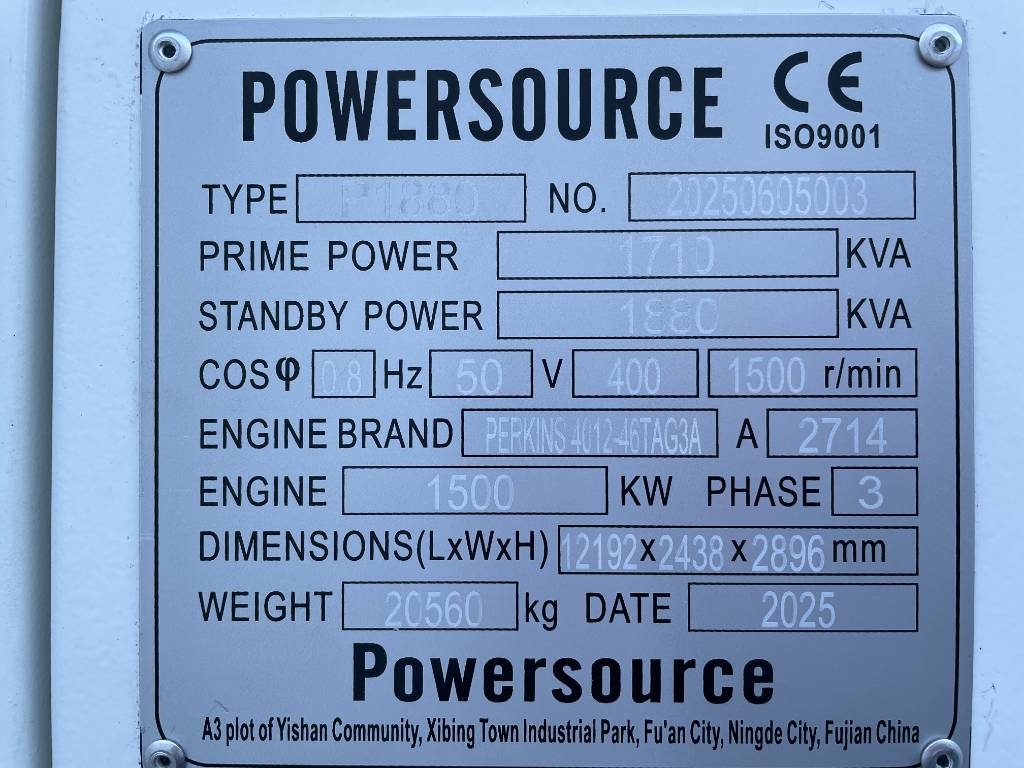 POWERSOURCE CE
ISO9001
TYPE P1880 NO. 20250605003
PRIME POWER 1710 KVA
STANDBY POWER 1880 KVA
COSφ 0.8 Hz 50 V 400 1500 r/min
ENGINE BRAND PERKINS 4012-46TAG3A A 2714
ENGINE 1500 KW PHASE 3
DIMENSIONS(LxWxH) 12192x2438x2896 mm
WEIGHT 20560 kg DATE 2025
Powersource
A3 plot of Yishan Community, Xibing Town Industrial Park, Fu'an City, Ningde City, Fujian China